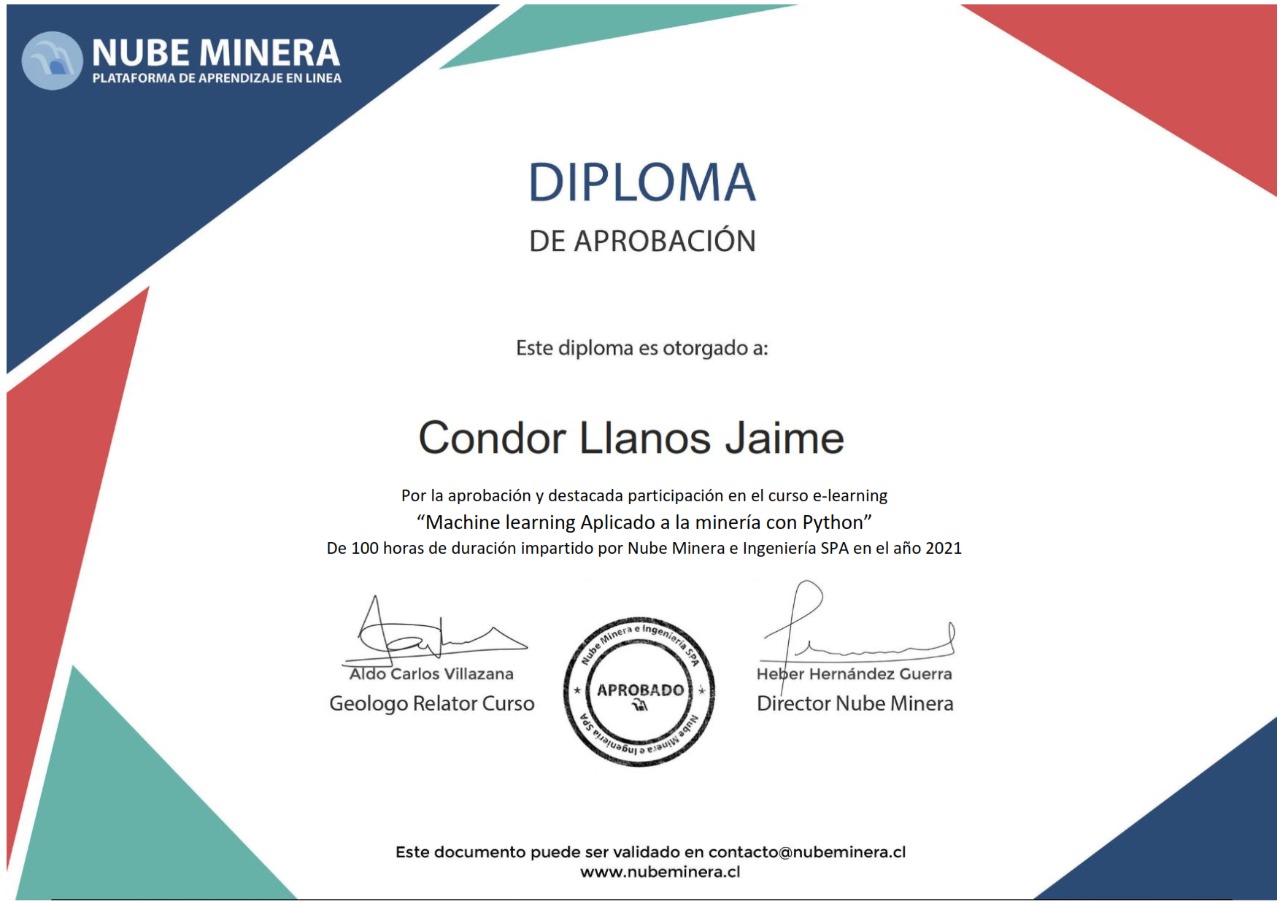 NUBE MINERA
PLATAFORMA DE APRENDIZAJE EN LINEA
DIPLOMA
DE APROBACIÓN
Este diploma es otorgado a:
Condor Llanos Jaime
Por la aprobación y destacada participación en el curso e-learning
“Machine learning Aplicado a la minería con Python”
De 100 horas de duración impartido por Nube Minera e Ingeniería SPA en el año 2021
Aldo Carlos Villazana
Geologo Relator Curso
Nube Minera e Ingeniería SPA
APROBADO
Nube Minera e Ingeniería SPA
Heber Hernández Guerra
Director Nube Minera
Este documento puede ser validado en contacto@nubeminera.cl
www.nubeminera.cl